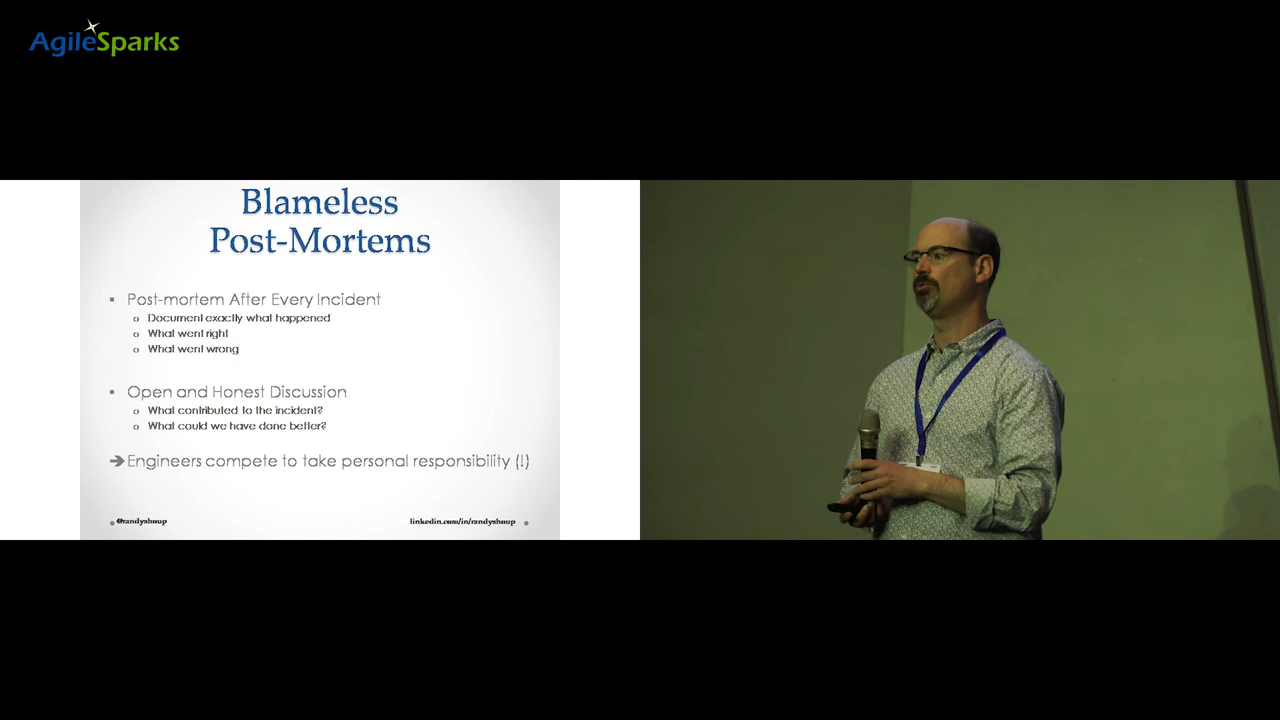 AgileSparks
Blameless
Post-Mortems
▪ Post-mortem After Every Incident
o Document exactly what happened
o What went right
o What went wrong
▪ Open and Honest Discussion
o What contributed to the incident?
o What could we have done better?
➔ Engineers compete to take personal responsibility (!)
@randyshoup
linkedin.com/in/randyshoup